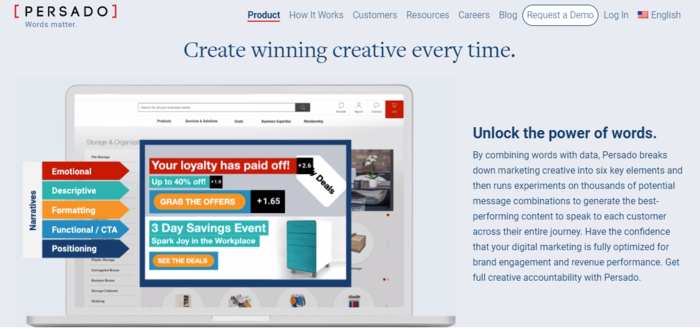 [PERSADO]
Words matter.
Product How It Works Customers Resources Careers Blog Request a Demo Log In English
Create winning creative every time.
Search for all your business needs
Products Services & Solutions Deals Business Expertise Membership
Storage & Organiza
Narratives
Emotional
Descriptive
Formatting
Functional / CTA
Positioning
Your loyalty has paid off! +2.6
Up to 40% off! +1.9
GRAB THE OFFERS +1.65
y Deals
3 Day Savings Event
Spark Joy in the Workplace
SEE THE DEALS
Unlock the power of words.
By combining words with data, Persado breaks
down marketing creative into six key elements and
then runs experiments on thousands of potential
message combinations to generate the best-
performing content to speak to each customer
across their entire journey. Have the confidence
that your digital marketing is fully optimized for
brand engagement and revenue performance. Get
full creative accountability with Persado.